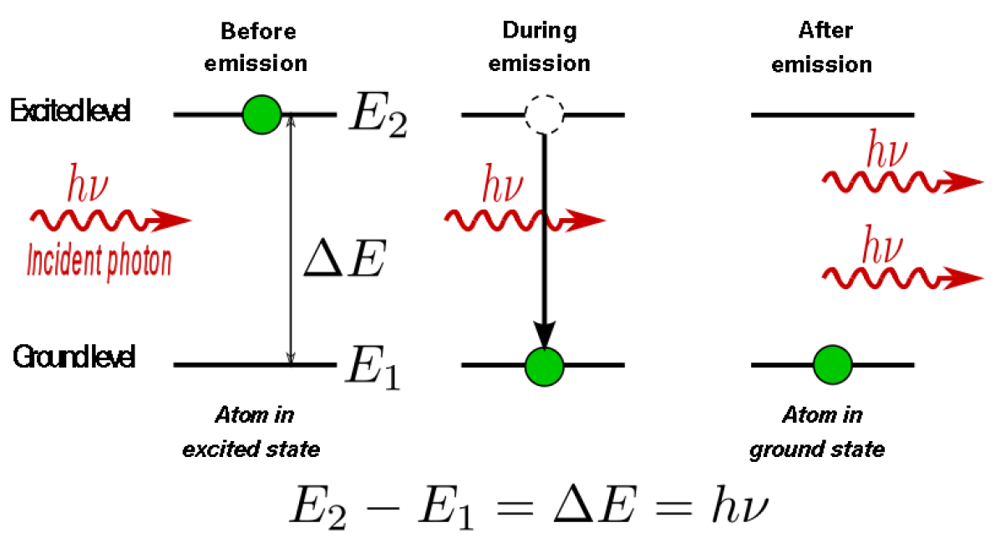 Before
emission
During
emission
After
emission
Excited level
E₂
hν
Incident photon
hν
hν
ΔE
hν
Ground level
E₁
Atom in
excited state
Atom in
ground state
E₂ − E₁ = ΔE = hν